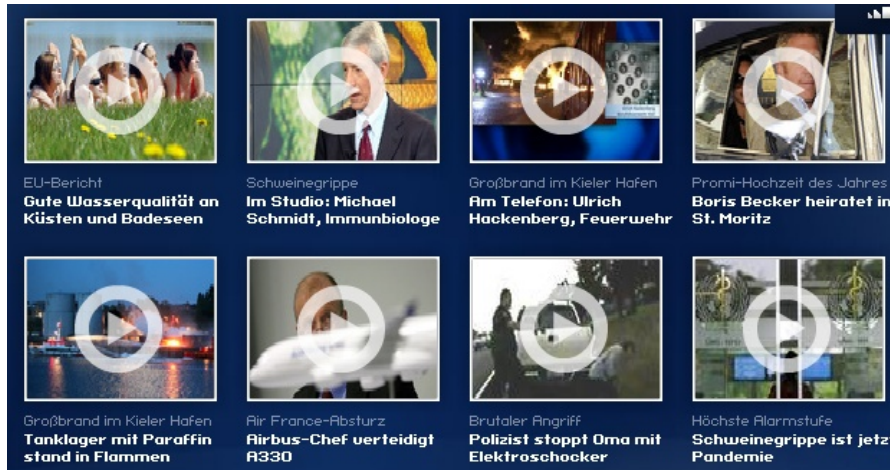 EU-Bericht
Gute Wasserqualität an
Küsten und Badeseen
Schweinegrippe
Im Studio: Michael
Schmidt, Immunbiologe
Großbrand im Kieler Hafen
Am Telefon: Ulrich
Hackenberg, Feuerwehr
Promi-Hochzeit des Jahres
Boris Becker heiratet in
St. Moritz
Großbrand im Kieler Hafen
Tanklager mit Paraffin
stand in Flammen
Air France-Absturz
Airbus-Chef verteidigt
A330
Brutaler Angriff
Polizist stoppt Oma mit
Elektroschocker
Höchste Alarmstufe
Schweinegrippe ist jetz
Pandemie